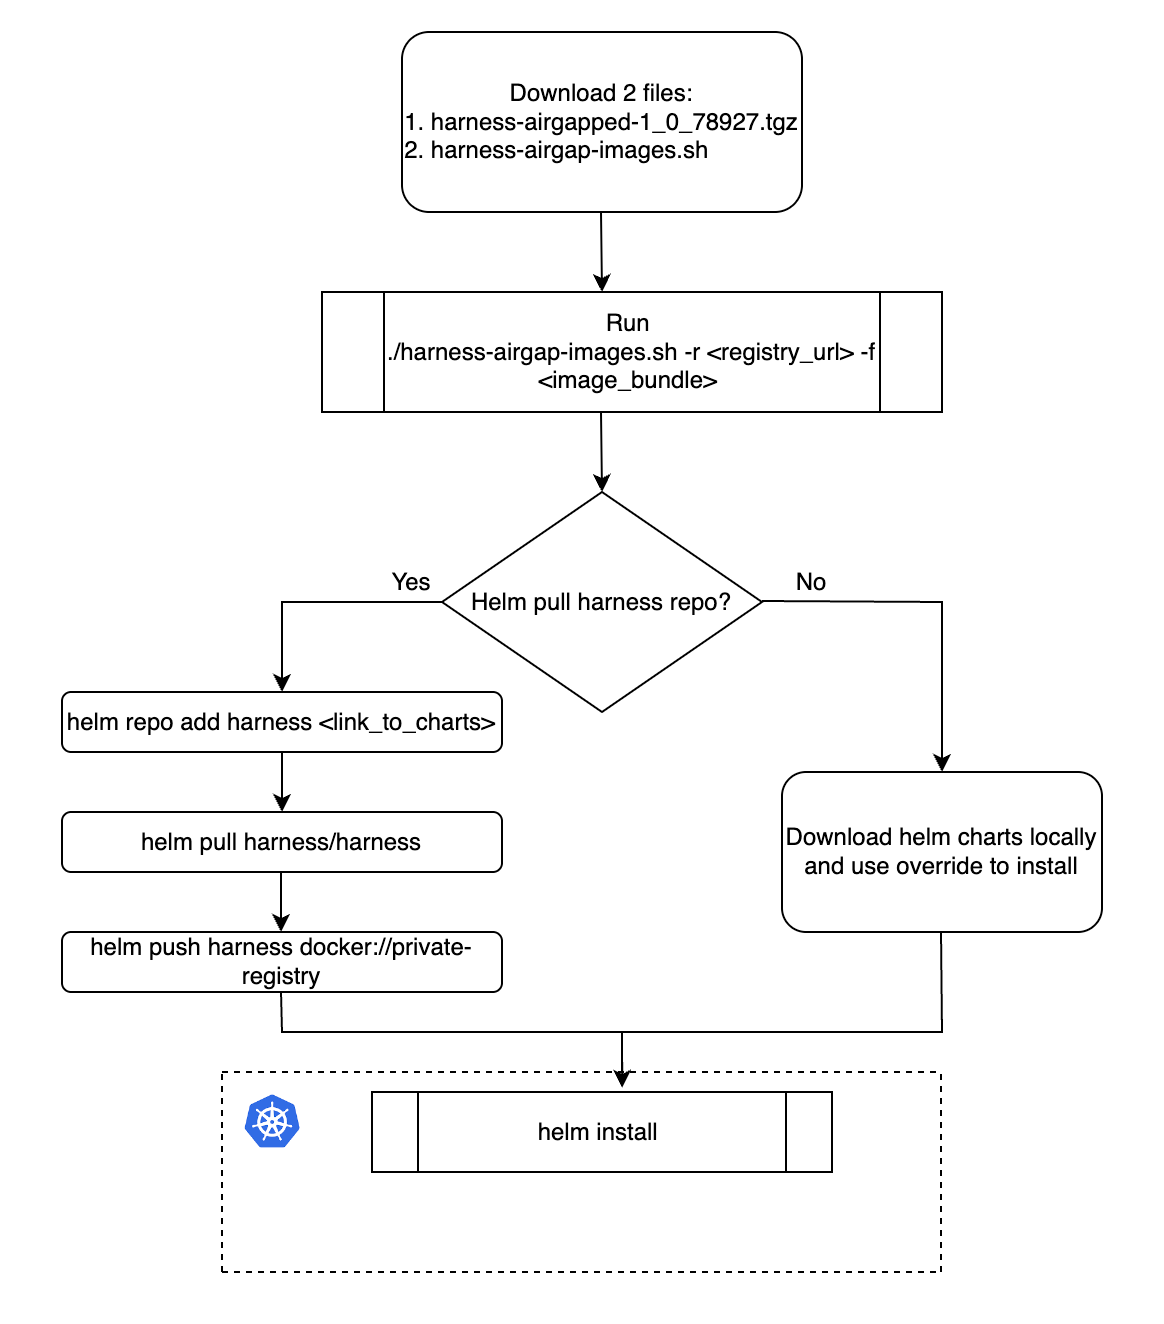 Download 2 files:
1. harness-airgapped-1_0_78927.tgz
2. harness-airgap-images.sh
Run
./harness-airgap-images.sh -r <registry_url> -f
<image_bundle>
Helm pull harness repo?
Yes
No
helm repo add harness <link_to_charts>
helm pull harness/harness
helm push harness docker://private-
registry
Download helm charts locally
and use override to install
helm install